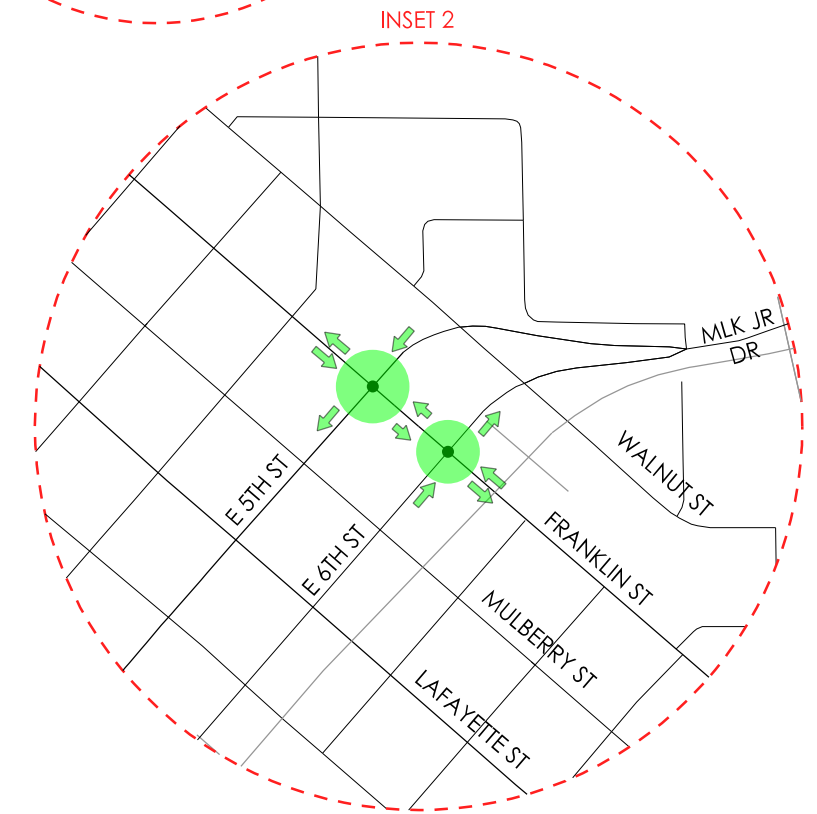 INSET 2
MLK JR
DR
WALNUT ST
E 5TH ST
FRANKLIN ST
E 6TH ST
MULBERRY ST
LAFAYETTE ST